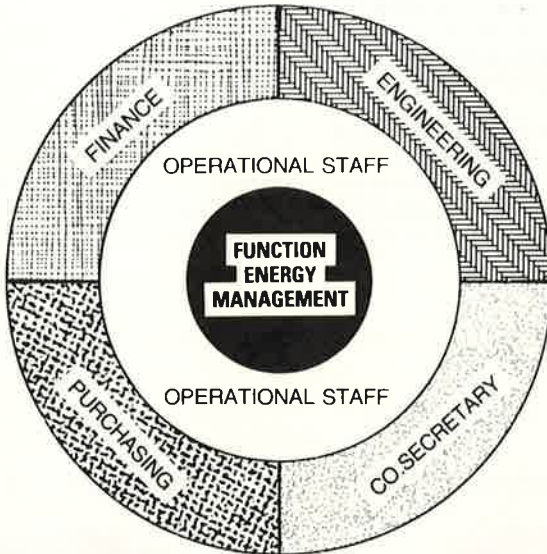 FINANCE
ENGINEERING
OPERATIONAL STAFF
FUNCTION
ENERGY
MANAGEMENT
OPERATIONAL STAFF
PURCHASING
CO.SECRETARY